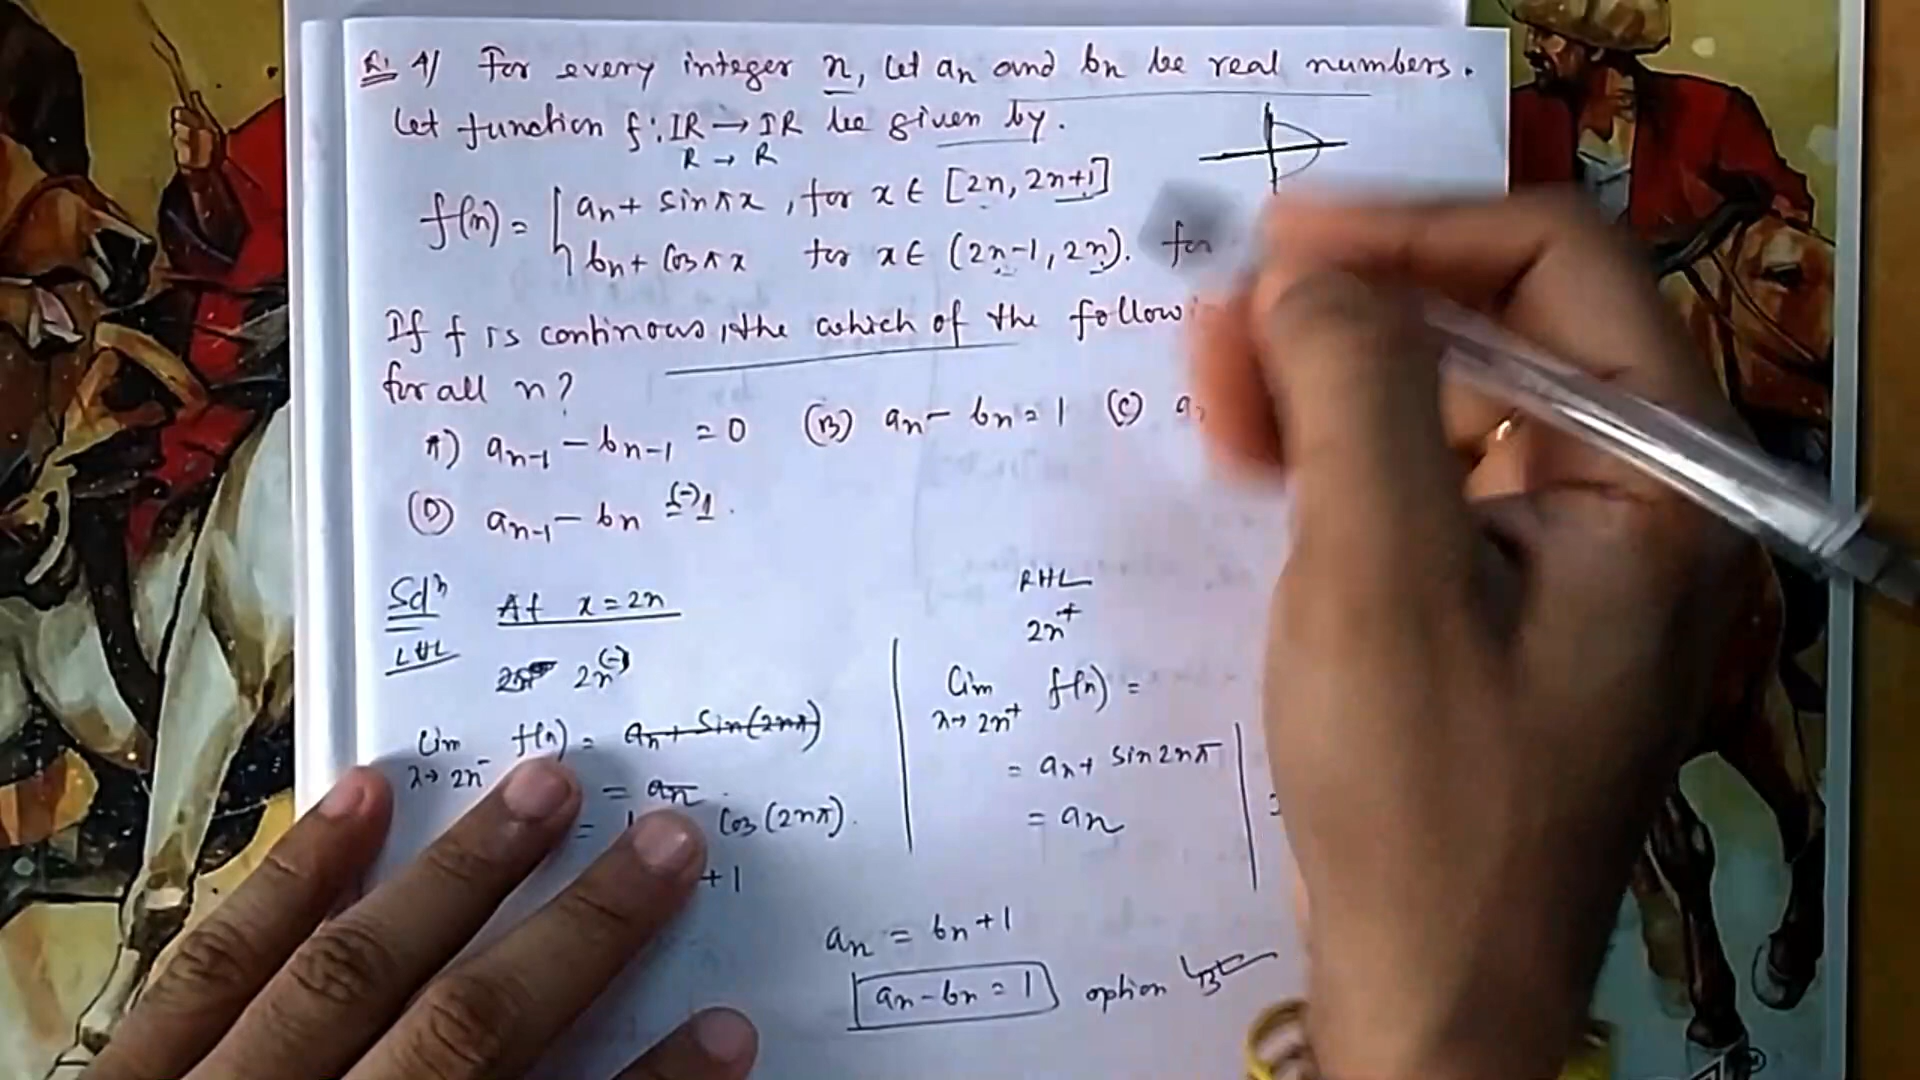 Q. 4) For every integer n, let an and bn be real numbers.
Let function f: IR → IR be given by.
R → R
f(n) = { an + sin πx , for x ∈ [2n, 2n+1]
bn + Cos πx for x ∈ (2n-1, 2n). for
If f is continous, the which of the followi
for all n?
A) an-1 - bn-1 = 0 (B) an - bn = 1 (C) a
(D) an-1 - bn = (-)1.
Sol^n At x = 2n
LHL
2n(-)
RHL
2n+
Lim x→2n- f(n) = an + Sin(2nπ)
= an
= Cos (2nπ).
+1
Lim x→2n+ f(n) =
= an + sin 2nπ
= an
an = bn + 1
an - bn = 1 option B